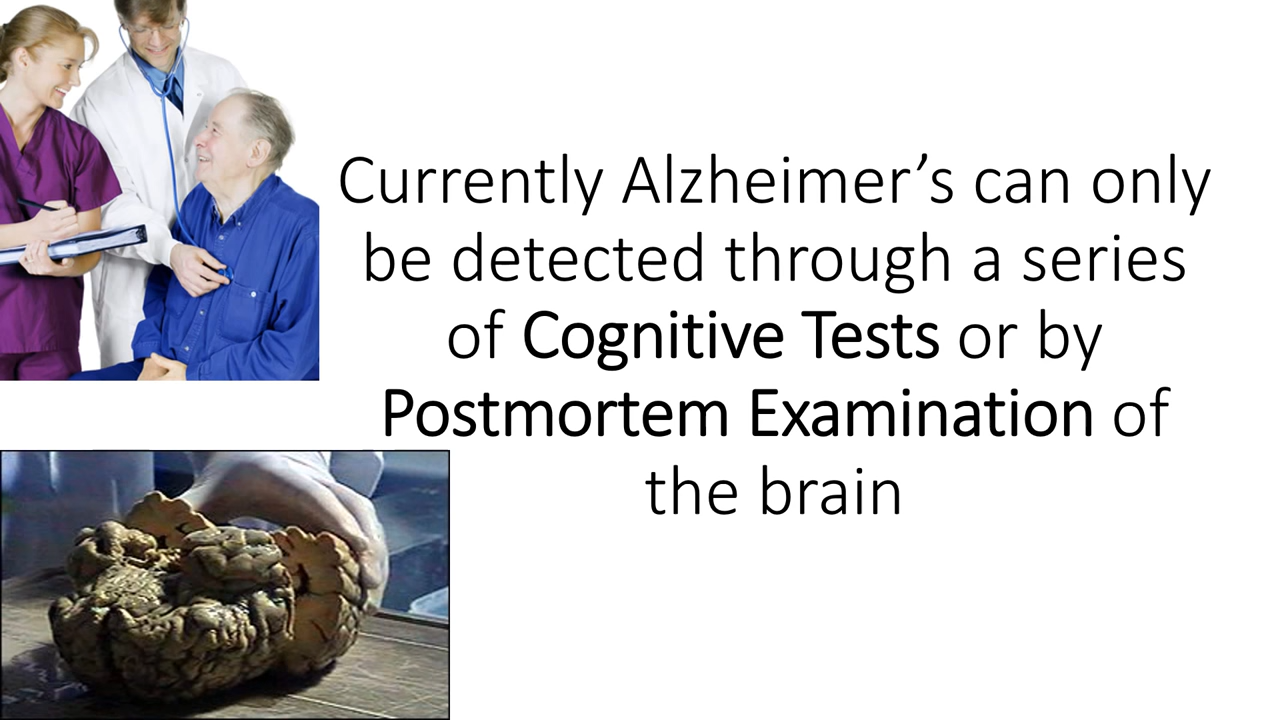 Currently Alzheimer’s can only
be detected through a series
of Cognitive Tests or by
Postmortem Examination of
the brain